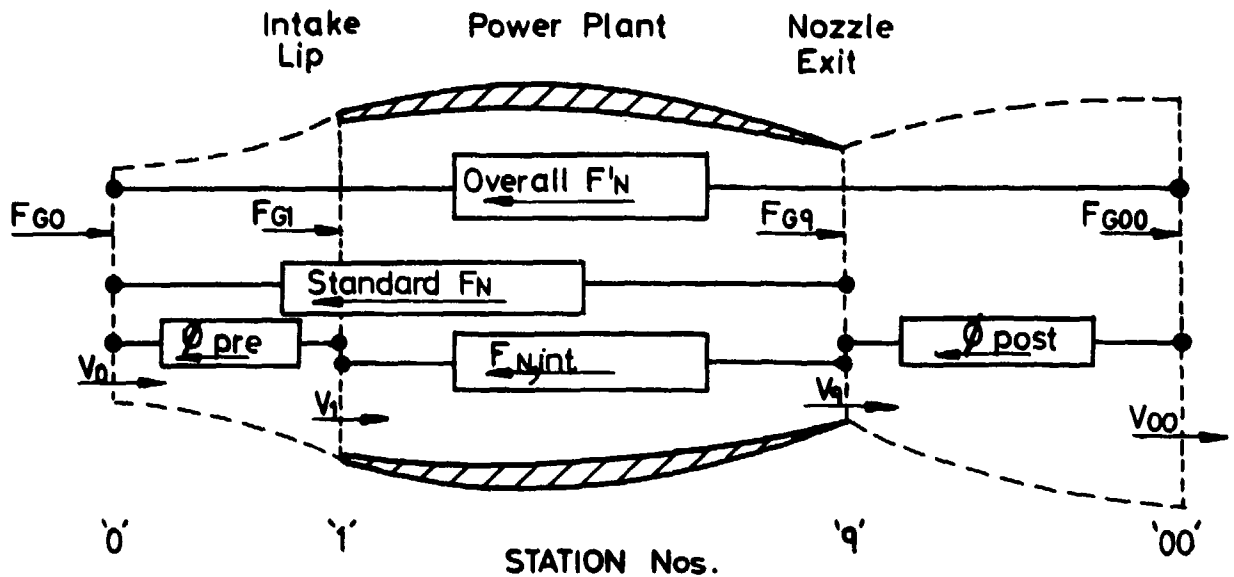 Intake
Lip
Power Plant
Nozzle
Exit
Overall F'N
FG0
FG1
FG9
FG00
Standard FN
ϕ pre
FN,int
ϕ post
V0
V1
V9
V00
'0'
'1'
'9'
'00'
STATION Nos.